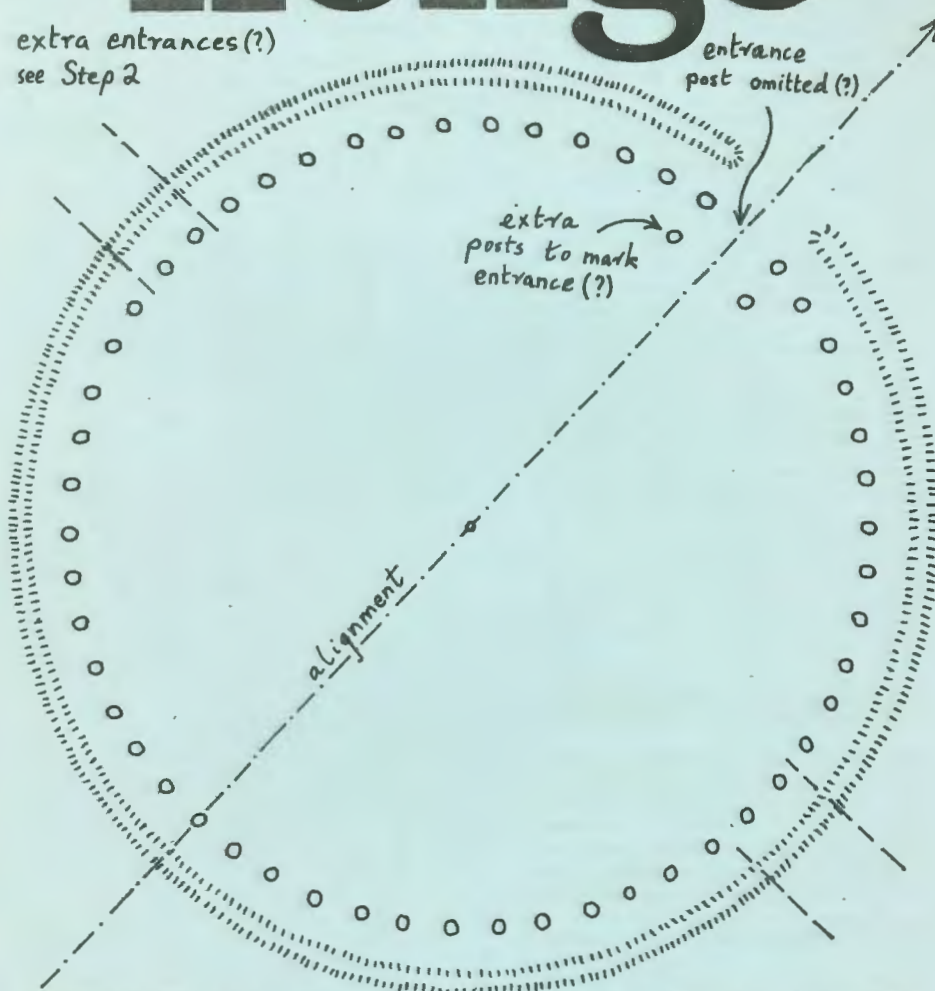 extra entrances (?)
see Step 2
entrance
post omitted (?)
extra
posts to mark
entrance (?)
alignment